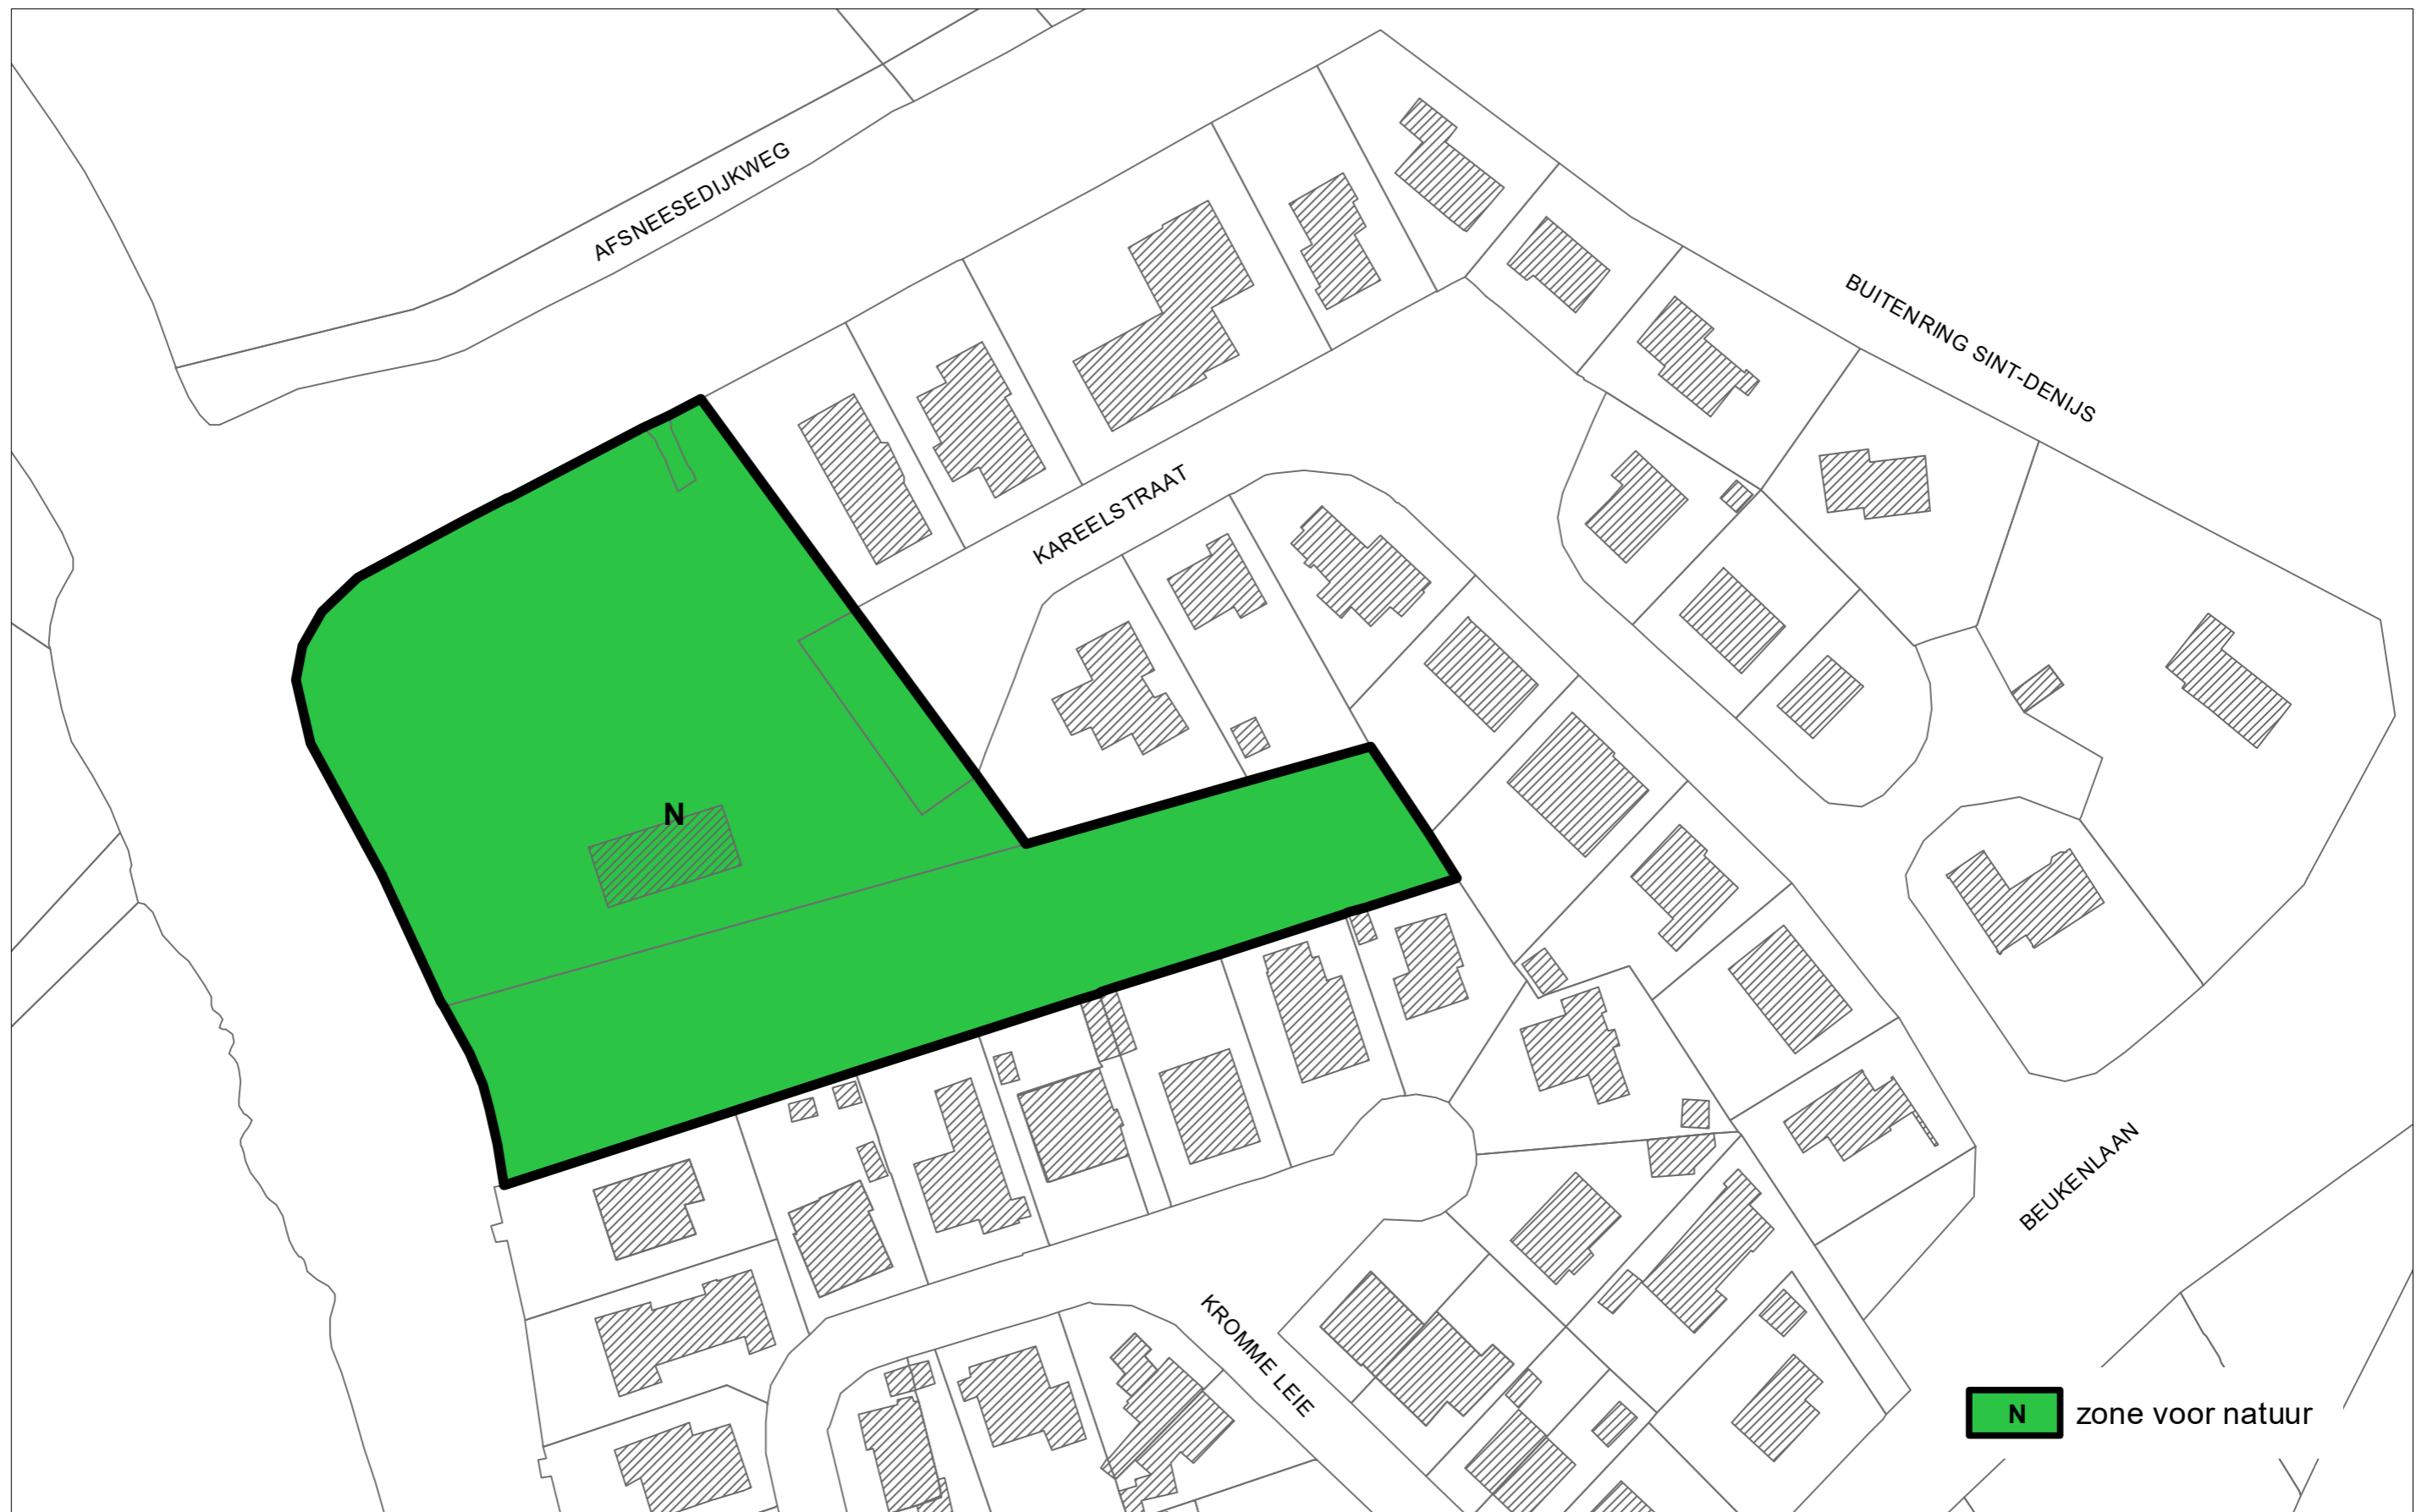 AFSNEESEDIJKWEG
BUITENRING SINT-DENIJS
KAREELSTRAAT
N
BEUKENLAAN
KROMME LEIE
N zone voor natuur